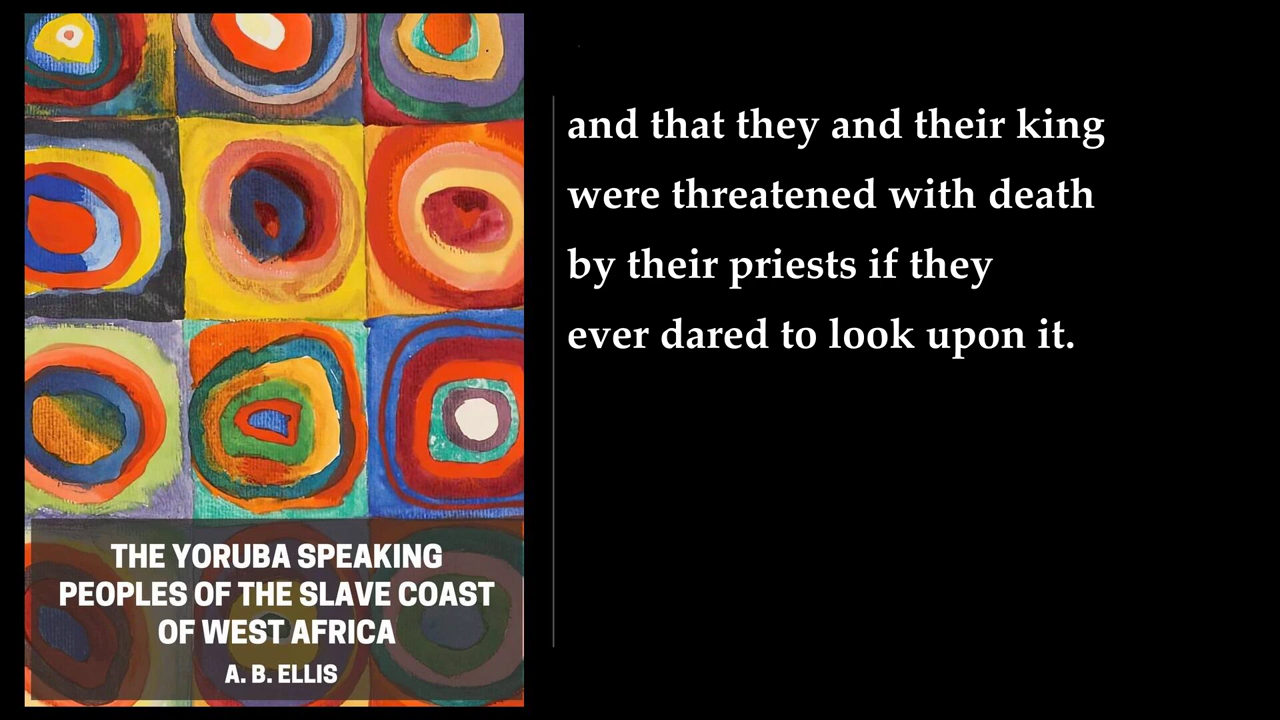 THE YORUBA SPEAKING
PEOPLES OF THE SLAVE COAST
OF WEST AFRICA
A. B. ELLIS
and that they and their king
were threatened with death
by their priests if they
ever dared to look upon it.